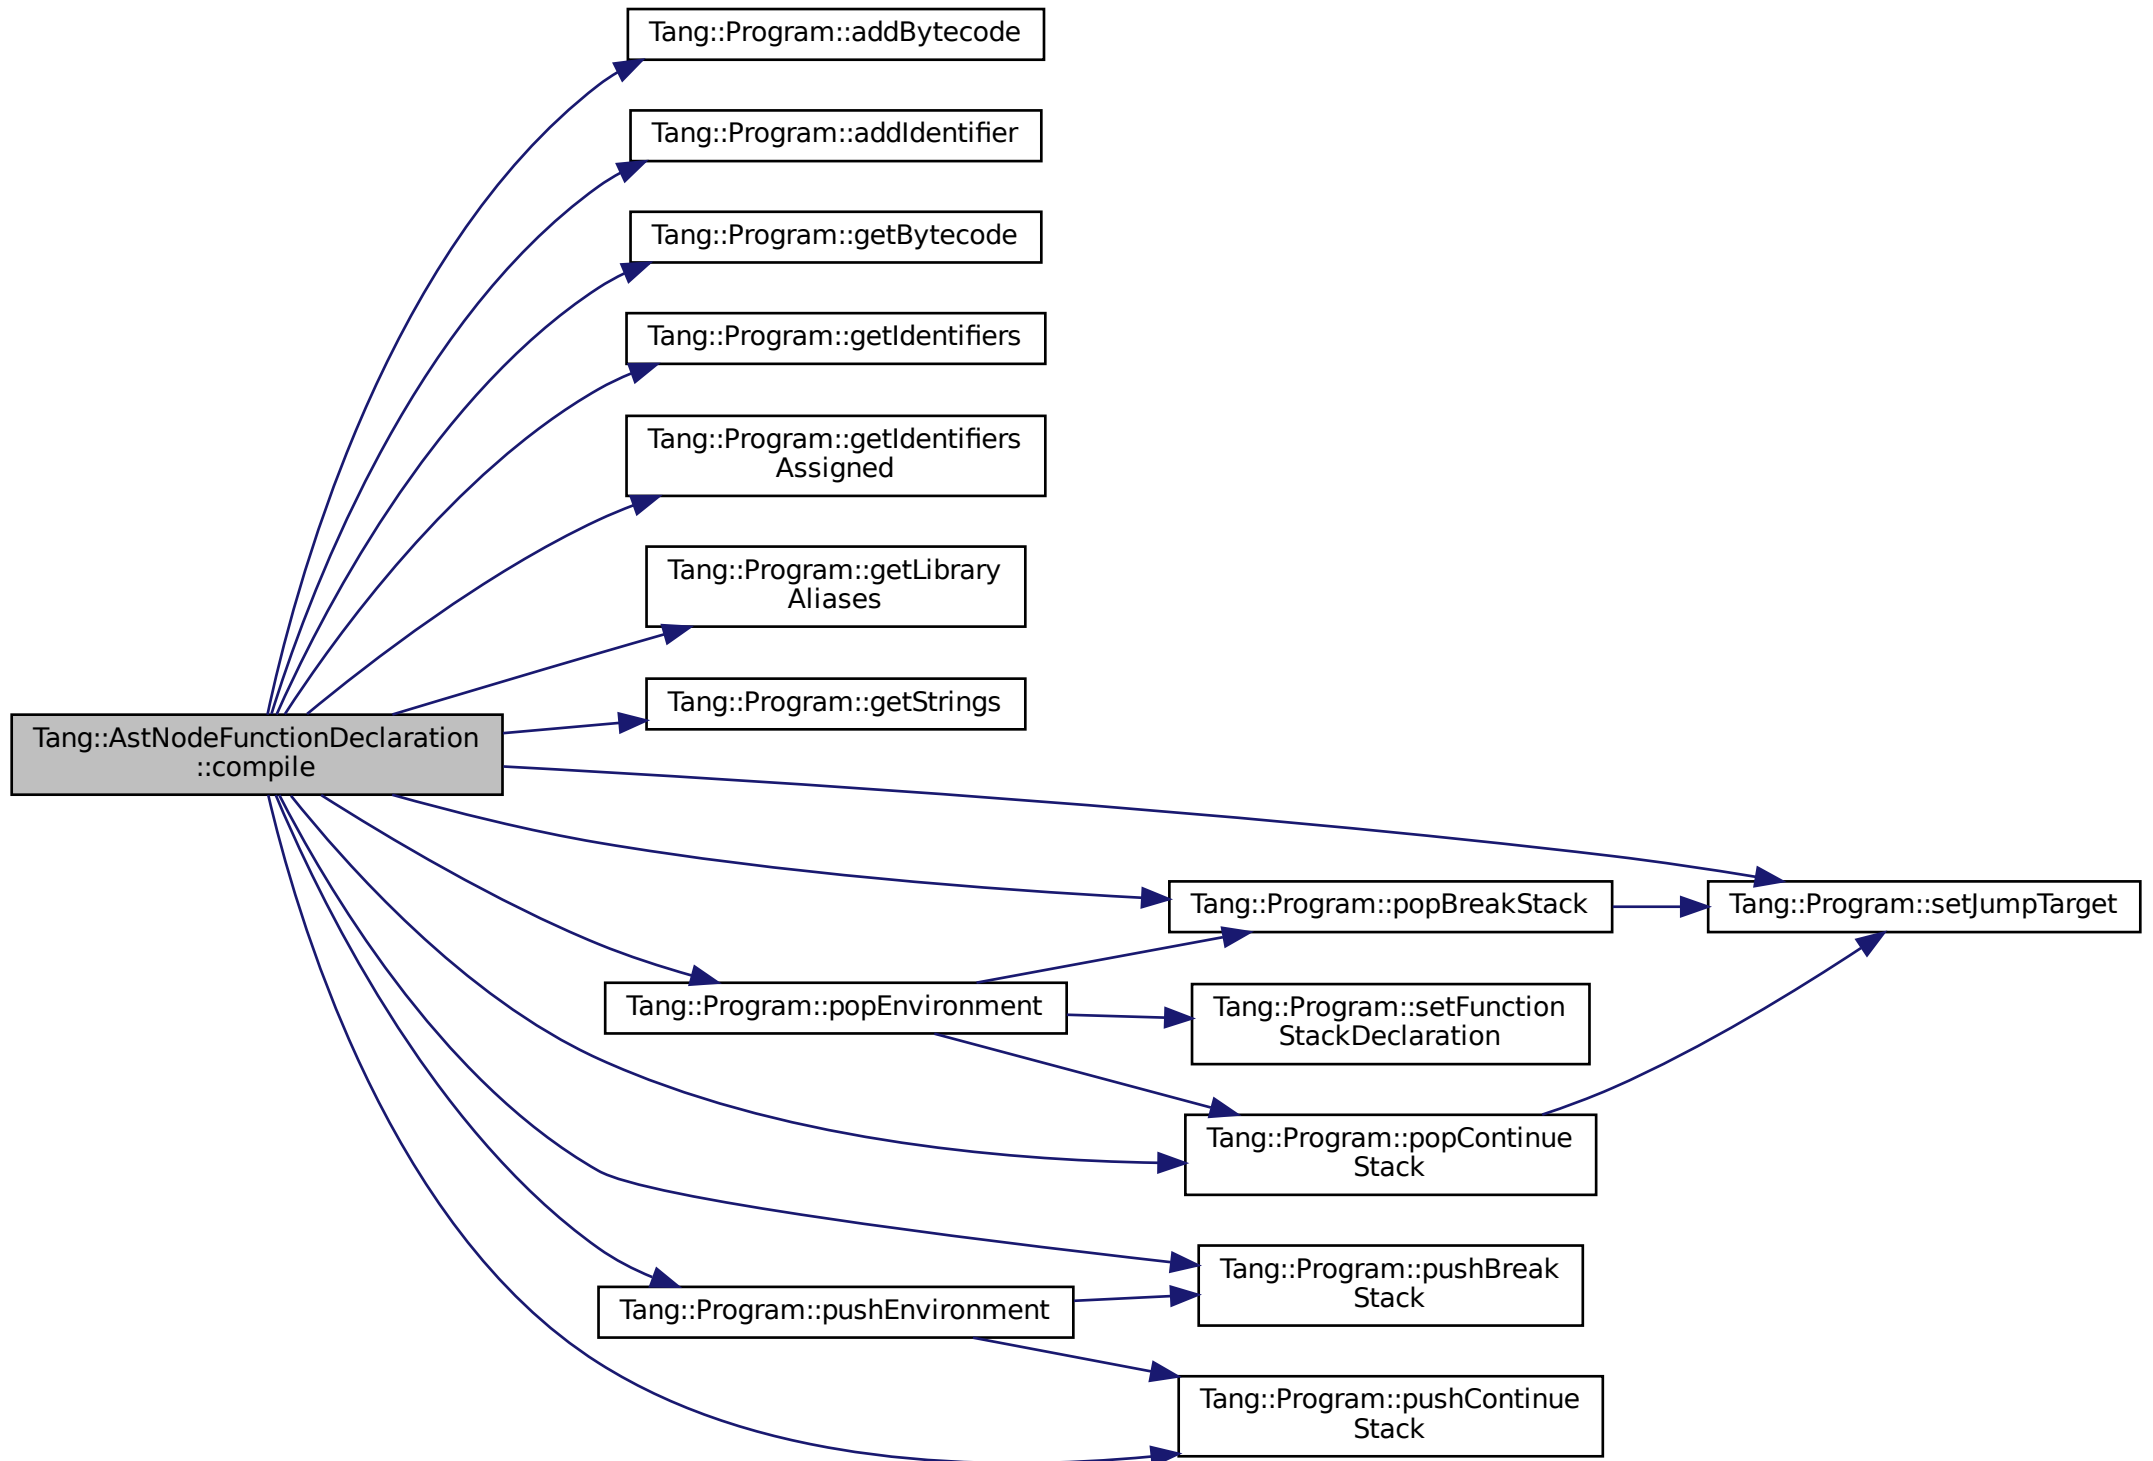 Tang::Program::addBytecode
Tang::Program::addIdentifier
Tang::Program::getBytecode
Tang::Program::getIdentifiers
Tang::Program::getIdentifiers
Assigned
Tang::Program::getLibrary
Aliases
Tang::Program::getStrings
Tang::AstNodeFunctionDeclaration
::compile
Tang::Program::popBreakStack
Tang::Program::setJumpTarget
Tang::Program::popEnvironment
Tang::Program::setFunction
StackDeclaration
Tang::Program::popContinue
Stack
Tang::Program::pushBreak
Stack
Tang::Program::pushEnvironment
Tang::Program::pushContinue
Stack